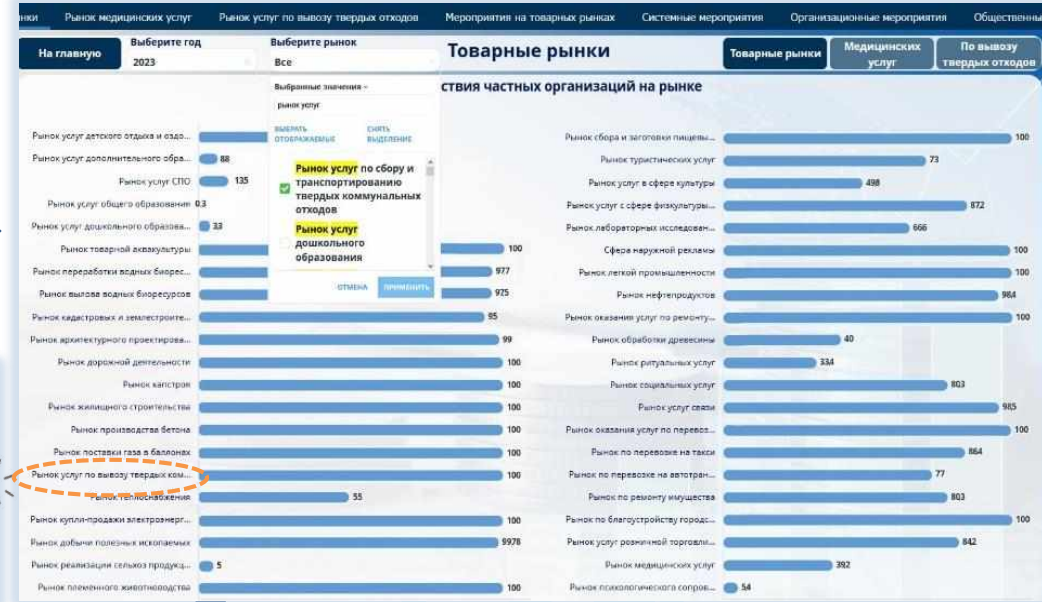 нки Рынок медицинских услуг Рынок услуг по вывозу твердых отходов Мероприятия на товарных рынках Системные мероприятия Организационные мероприятия Общественны
На главную
Выберите год
2023
Выберите рынок
Все
Товарные рынки
Товарные рынки
Медицинских
услуг
По вывозу
твердых отходов
ствия частных организаций на рынке
Выбранные значения
рынок услуг
ВЫБРАТЬ
ОТОБРАЖАЕМЫЕ
СНЯТЬ
ВЫДЕЛЕНИЕ
Рынок услуг по сбору и
транспортированию
твердых коммунальных
отходов
Рынок услуг
дошкольного
образования
ОТМЕНА ПРИМЕНИТЬ
Рынок услуг детского отдыха и оздо...
Рынок услуг дополнительного обра... 88
Рынок услуг СПО 135
Рынок услуг общего образования 0.3
Рынок услуг дошкольного образова... 33
Рынок товарной аквакультуры 100
Рынок переработки водных биорес... 977
Рынок вылова водных биоресурсов 975
Рынок кадастровых и землестроите... 95
Рынок архитектурного проектирова... 99
Рынок дорожной деятельности 100
Рынок капстроя 100
Рынок жилищного строительства 100
Рынок производства бетона 100
Рынок поставки газа в баллонах 100
Рынок услуг по вывозу твердых ком... 100
Рынок теплоснабжения 55
Рынок купли-продажи электроэнерг... 100
Рынок добычи полезных ископаемых 9978
Рынок реализации сельхоз продукц... 5
Рынок племенного животноводства 100
Рынок сбора и заготовки пищевы... 100
Рынок туристических услуг 73
Рынок услуг в сфере культуры 498
Рынок услуг с сфере физкультуры... 872
Рынок лабораторных исследован... 666
Сфера наружной рекламы 100
Рынок легкой промышленности 100
Рынок нефтепродуктов 984
Рынок оказания услуг по ремонту... 100
Рынок обработки древесины 40
Рынок ритуальных услуг 334
Рынок социальных услуг 803
Рынок услуг связи 985
Рынок оказания услуг по перевоз... 100
Рынок по перевозке на такси 864
Рынок по перевозке на автотран... 77
Рынок по ремонту имущества 803
Рынок по благоустройству городс... 100
Рынок услуг розничной торговли... 842
Рынок медицинских услуг 392
Рынок психологического сопров... 54